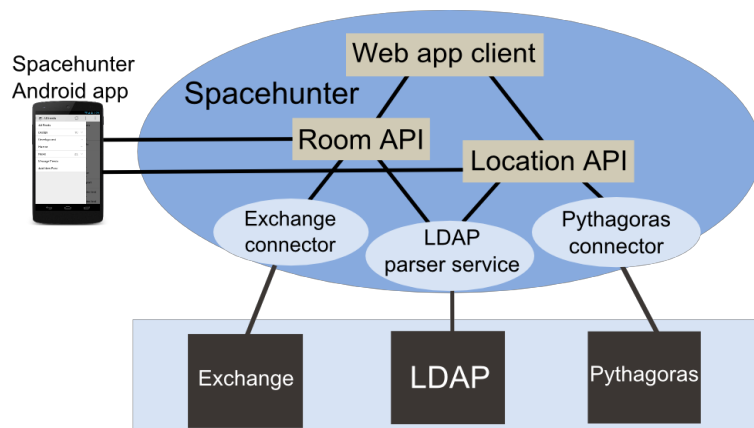 Spacehunter
Android app
Web app client
Spacehunter
Room API
Location API
Exchange
connector
LDAP
parser service
Pythagoras
connector
Exchange
LDAP
Pythagoras